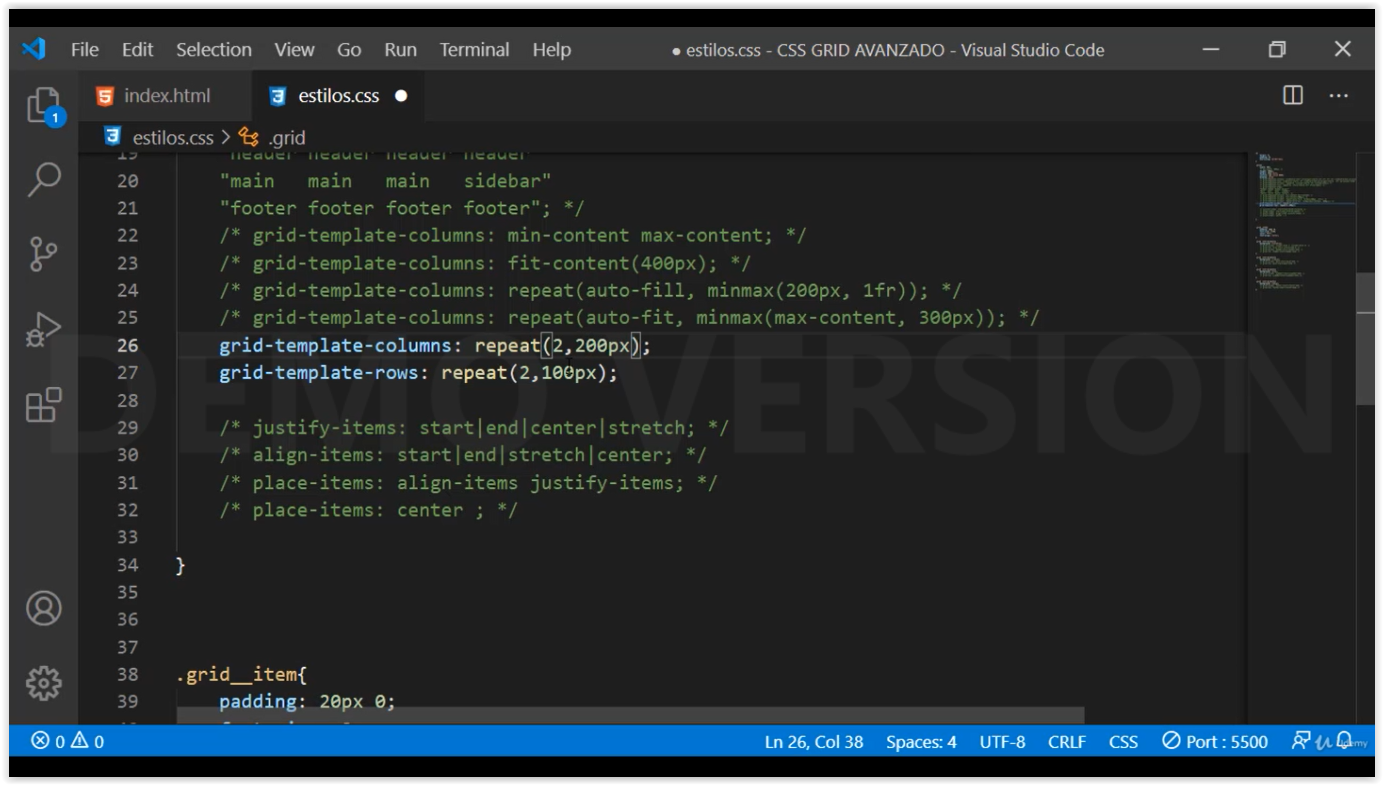 File Edit Selection View Go Run Terminal Help ● estilos.css - CSS GRID AVANZADO - Visual Studio Code
index.html estilos.css ●
1
estilos.css > .grid
19 "header header header header"
20 "main main main sidebar"
21 "footer footer footer footer"; */
22 /* grid-template-columns: min-content max-content; */
23 /* grid-template-columns: fit-content(400px); */
24 /* grid-template-columns: repeat(auto-fill, minmax(200px, 1fr)); */
25 /* grid-template-columns: repeat(auto-fit, minmax(max-content, 300px)); */
26 grid-template-columns: repeat(2,200px);
27 grid-template-rows: repeat(2,100px);
28
29 /* justify-items: start|end|center|stretch; */
30 /* align-items: start|end|stretch|center; */
31 /* place-items: align-items justify-items; */
32 /* place-items: center ; */
33
34 }
35
36
37
38 .grid__item{
39 padding: 20px 0;
DEMO VERSION
0 0 Ln 26, Col 38 Spaces: 4 UTF-8 CRLF CSS Port : 5500
Udemy